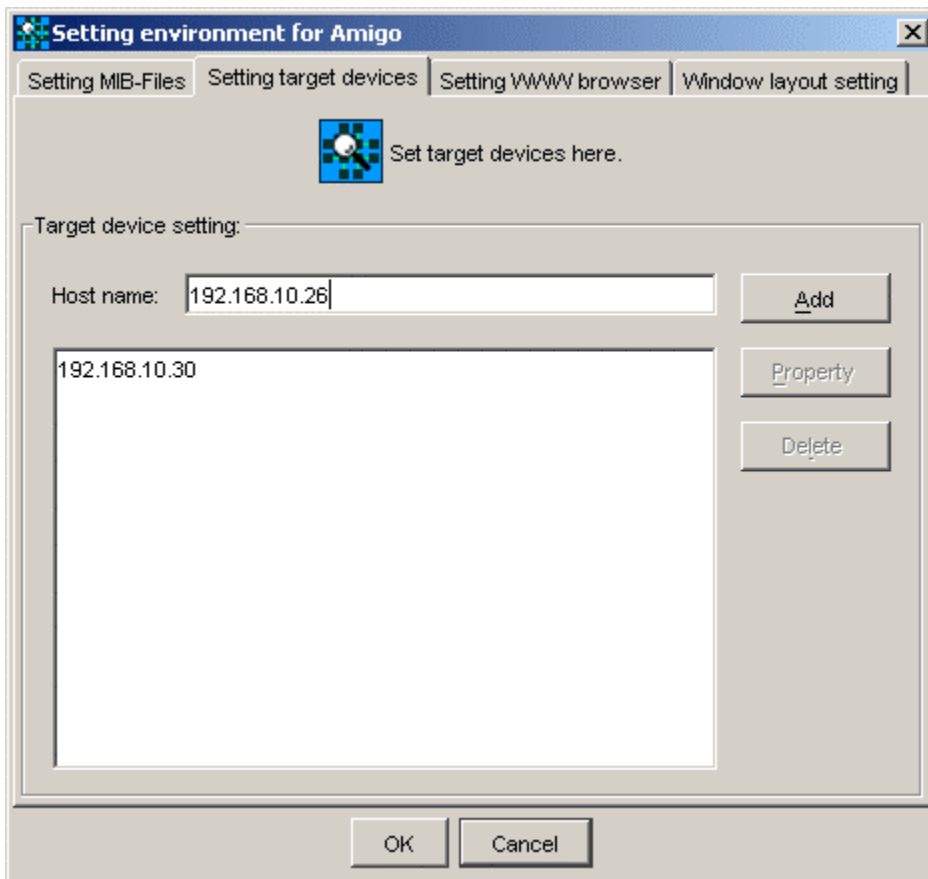 Setting environment for Amigo
Setting MIB-Files Setting target devices Setting WWW browser Window layout setting
Set target devices here.
Target device setting:
Host name: 192.168.10.26 Add
192.168.10.30 Property
Delete
OK Cancel